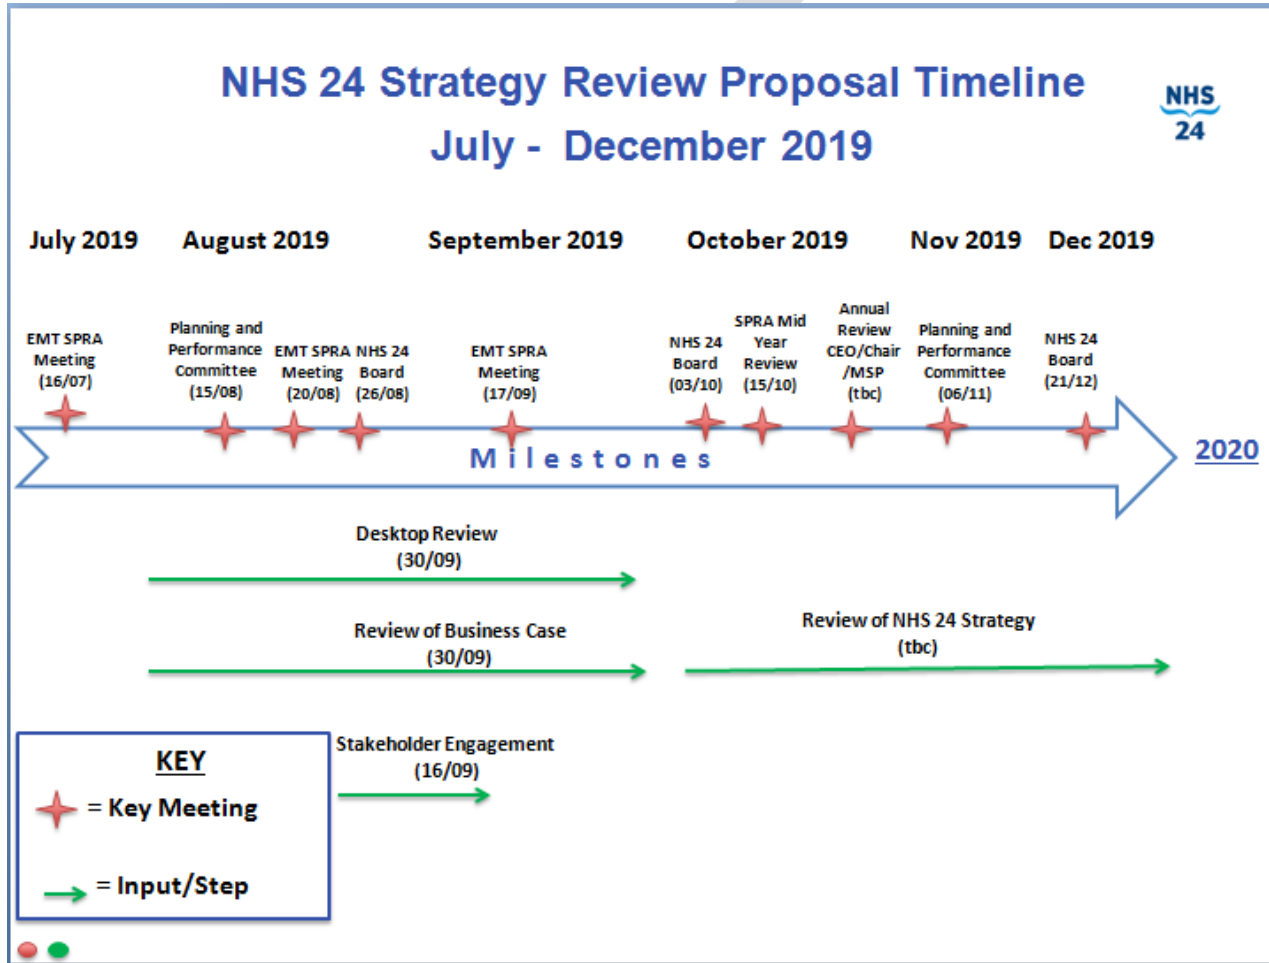 NHS 24 Strategy Review Proposal Timeline
July - December 2019
NHS
24
July 2019
August 2019
September 2019
October 2019
Nov 2019
Dec 2019
EMT SPRA
Meeting
(16/07)
Planning and
Performance
Committee
(15/08)
EMT SPRA
Meeting
(20/08)
NHS 24
Board
(26/08)
EMT SPRA
Meeting
(17/09)
NHS 24
Board
(03/10)
SPRA Mid
Year
Review
(15/10)
Annual
Review
CEO/Chair
/MSP
(tbc)
Planning and
Performance
Committee
(06/11)
NHS 24
Board
(21/12)
Milestones
2020
Desktop Review
(30/09)
Review of Business Case
(30/09)
Review of NHS 24 Strategy
(tbc)
Stakeholder Engagement
(16/09)
KEY
= Key Meeting
= Input/Step